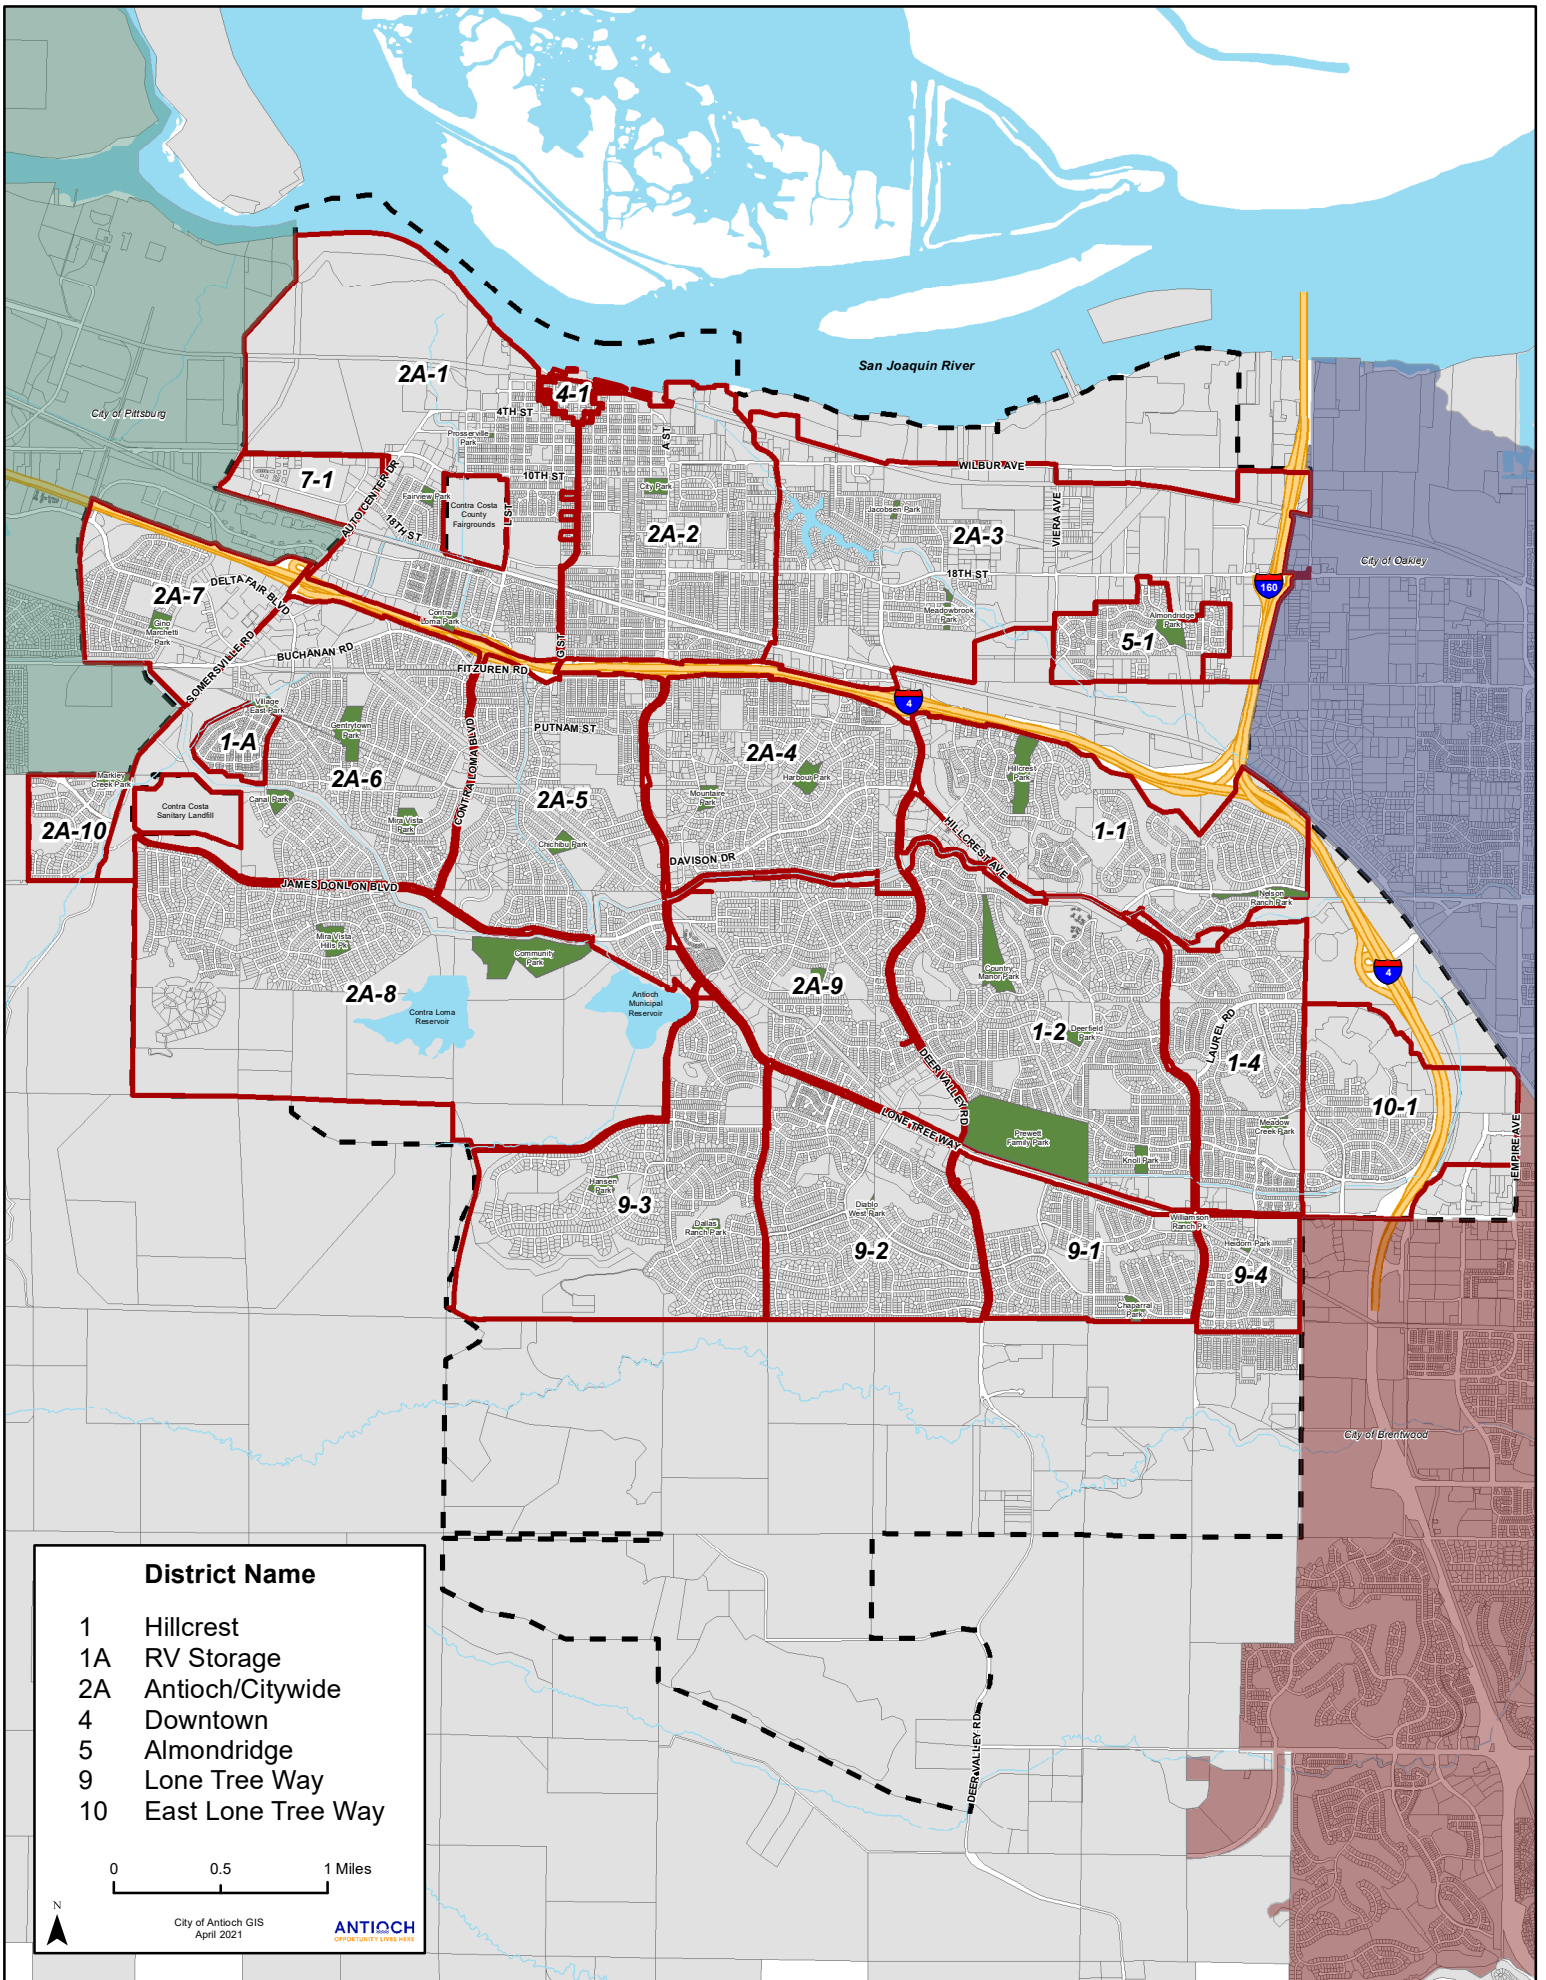 San Joaquin River
City of Pittsburg
2A-1
4-1
4TH ST
Prosserville
Park
A ST
10TH ST
WILBUR AVE
7-1
AUTO CENTER DR
Fairview Park
Contra Costa
County
Fairgrounds
L ST
18TH ST
City Park
2A-2
Jacobsen Park
2A-3
VIERA AVE
City of Oakley
18TH ST
160
2A-7
DELTA FAIR BLVD
Gino
Marchetti
Park
Contra
Loma Park
Meadowbrook
Park
Almondridge
Park
5-1
G ST
BUCHANAN RD
FITZUREN RD
SOMERSVILLE RD
4
Village
East Park
Gentrytown
Park
1-A
PUTNAM ST
CONTRA LOMA BLVD
2A-4
Harbour Park
Hillcrest
Park
2A-6
Markley
Creek Park
Contra Costa
Sanitary Landfill
Canal Park
Mira Vista
Park
2A-5
Mountaire
Park
2A-10
Chichibu Park
HILLCREST AVE
1-1
DAVISON DR
JAMES DONLON BLVD
Nelson
Ranch Park
Mira Vista
Hills Pk
Community
Park
2A-8
Contra Loma
Reservoir
Antioch
Municipal
Reservoir
2A-9
Country
Manor Park
4
1-2
Deerfield
Park
LAUREL RD
1-4
DEER VALLEY RD
LONE TREE WAY
Prewett
Family Park
Knoll Park
Meadow
Creek Park
10-1
EMPIRE AVE
Hansen
Park
9-3
Dallas
Ranch Park
Diablo
West Park
9-2
9-1
Williamson
Ranch Pk
Heidorn Park
9-4
Chaparral
Park
City of Brentwood
DEER VALLEY RD
District Name
1 Hillcrest
1A RV Storage
2A Antioch/Citywide
4 Downtown
5 Almondridge
9 Lone Tree Way
10 East Lone Tree Way
0 0.5 1 Miles
N
City of Antioch GIS
April 2021
ANTIOCH
OPPORTUNITY LIVES HERE